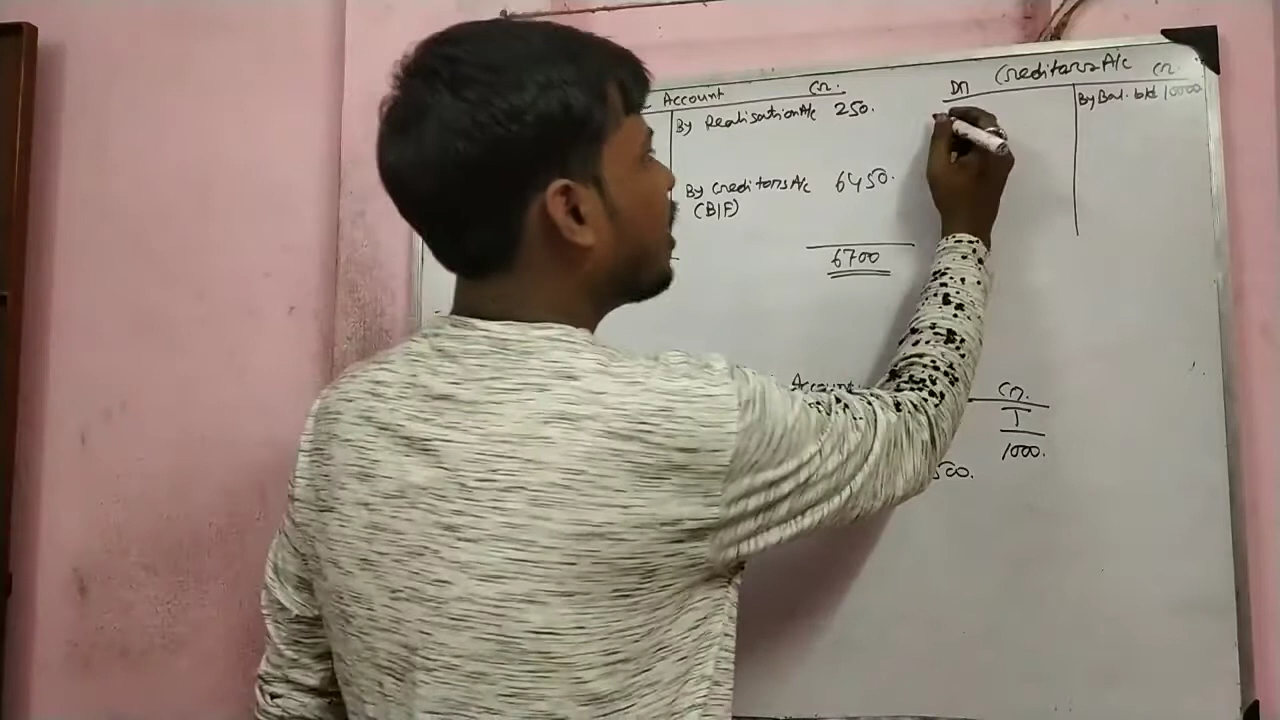 Account Cr.
By Realisation A/c 250.
By Creditors A/c 6450.
(B/F)
6700
Dr Creditors A/c Cr.
By Bal. b/d 10000
Account Cr.
1000.
500.